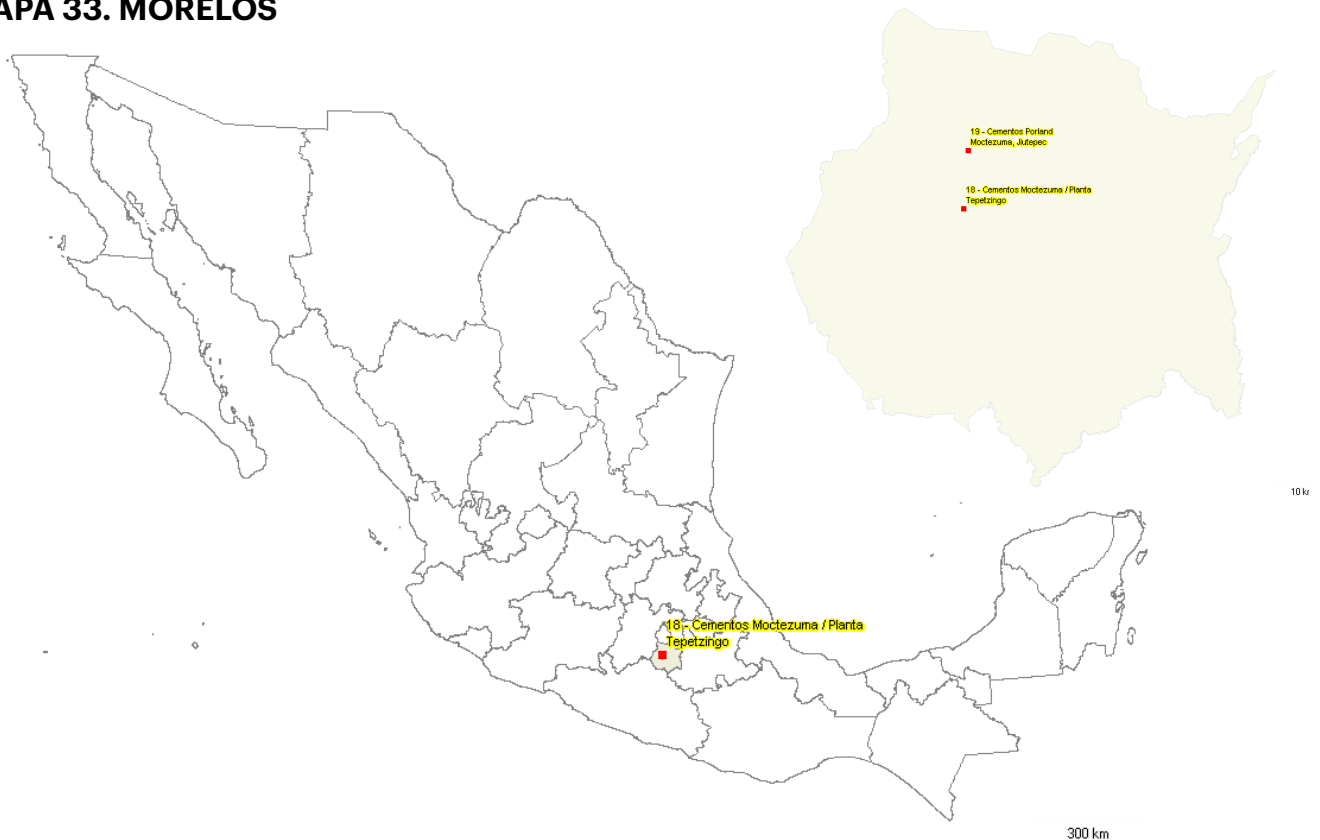 APA 33. MORELOS
19 - Cementos Porland
Moctezuma, Jiutepec
18 - Cementos Moctezuma / Planta
Tepetzingo
10 kr
18 - Cementos Moctezuma / Planta
Tepetzingo
300 km